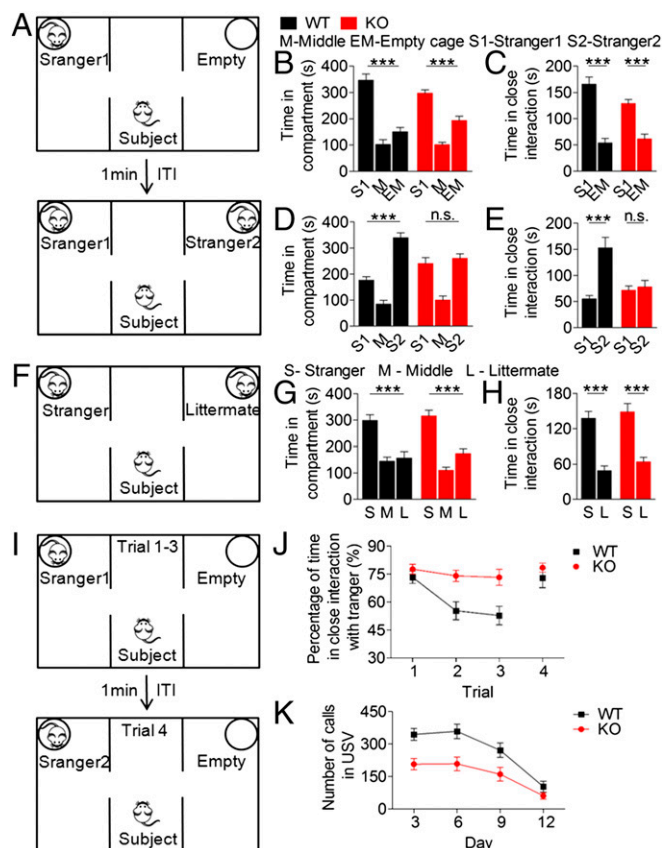 WT KO
M-Middle EM-Empty cage S1-Stranger1 S2-Stranger2
A
Sranger1 Empty
Subject
1min ITI
Sranger1 Stranger2
Subject
B
Time in
compartment (s)
400
300
200
100
0
*** ***
S1 M EM S1 M EM
C
Time in close
interaction (s)
200
150
100
50
0
*** ***
S1 EM S1 EM
D
Time in
compartment (s)
400
300
200
100
0
*** n.s.
S1 M S2 S1 M S2
E
Time in close
interaction (s)
200
150
100
50
0
*** n.s.
S1 S2 S1 S2
S- Stranger M - Middle L - Littermate
F
Stranger Littermate
Subject
G
Time in
compartment (s)
400
300
200
100
0
*** ***
S M L S M L
H
Time in close
interaction (s)
180
120
60
0
*** ***
S L S L
I
Trial 1-3
Sranger1 Empty
Subject
1min ITI
Trial 4
Sranger2 Empty
Subject
J
Percentage of time
in close interaction
with tranger (%)
90
75
60
45
30
WT
KO
1 2 3 4
Trial
K
Number of calls
in USV
450
300
150
0
WT
KO
3 6 9 12
Day